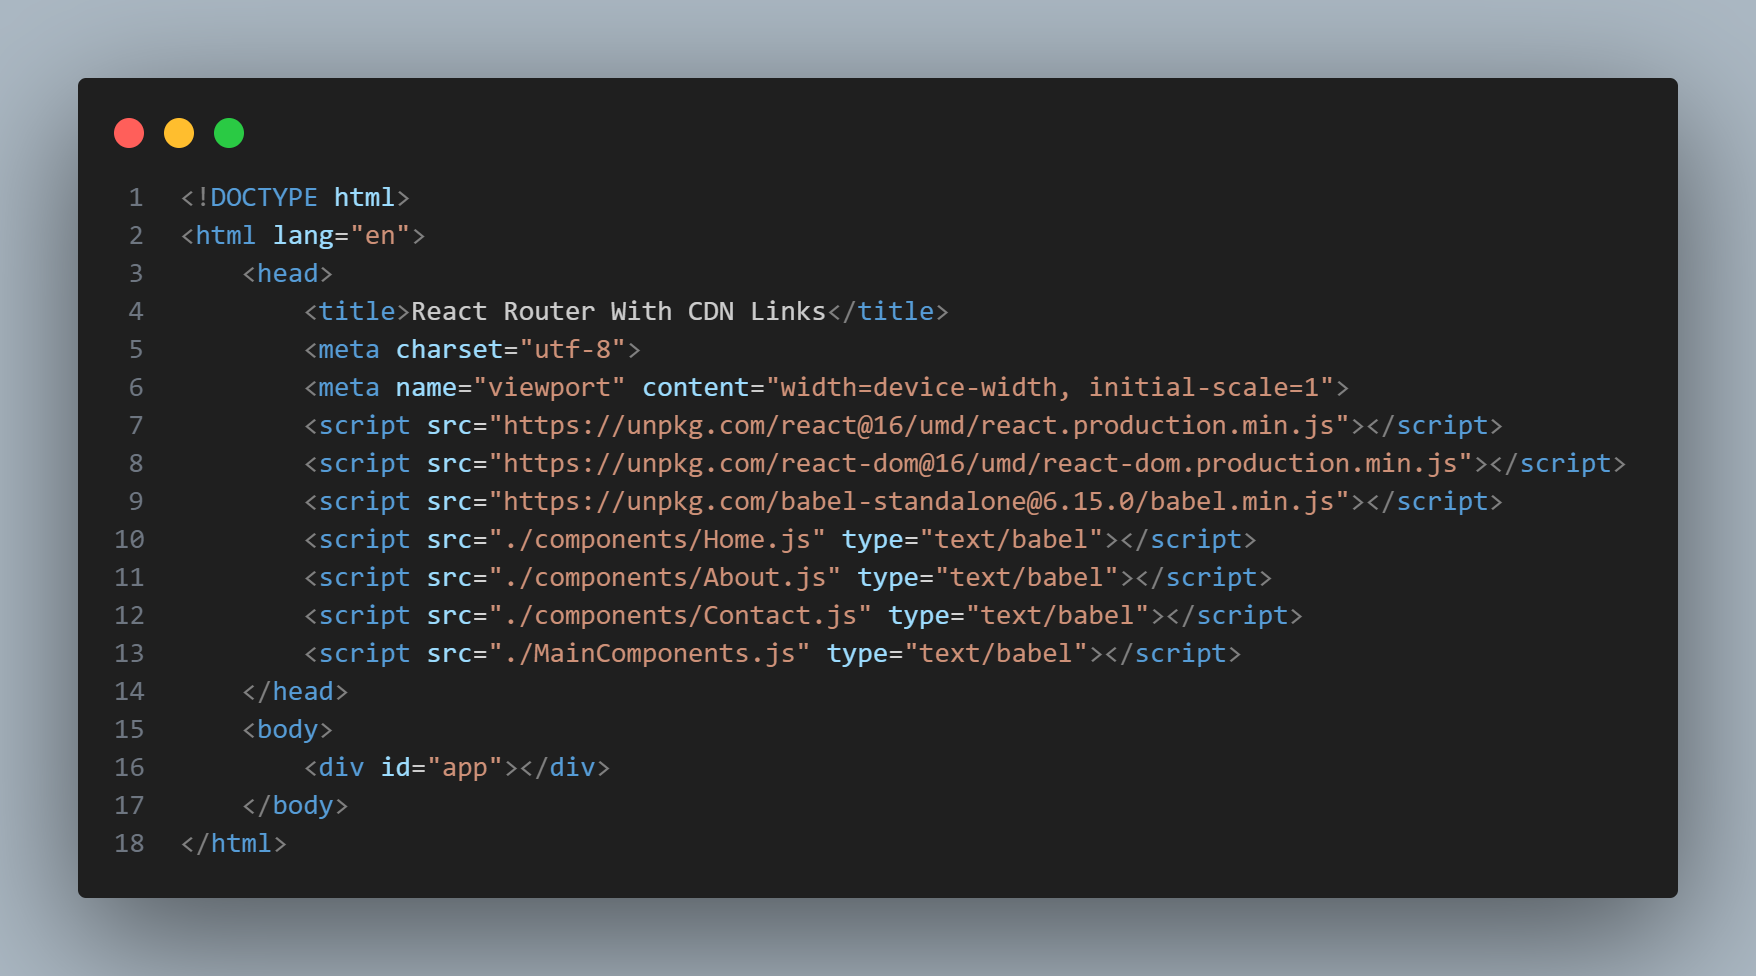 1 <!DOCTYPE html>
2 <html lang="en">
3     <head>
4         <title>React Router With CDN Links</title>
5         <meta charset="utf-8">
6         <meta name="viewport" content="width=device-width, initial-scale=1">
7         <script src="https://unpkg.com/react@16/umd/react.production.min.js"></script>
8         <script src="https://unpkg.com/react-dom@16/umd/react-dom.production.min.js"></script>
9         <script src="https://unpkg.com/babel-standalone@6.15.0/babel.min.js"></script>
10         <script src="./components/Home.js" type="text/babel"></script>
11         <script src="./components/About.js" type="text/babel"></script>
12         <script src="./components/Contact.js" type="text/babel"></script>
13         <script src="./MainComponents.js" type="text/babel"></script>
14     </head>
15     <body>
16         <div id="app"></div>
17     </body>
18 </html>